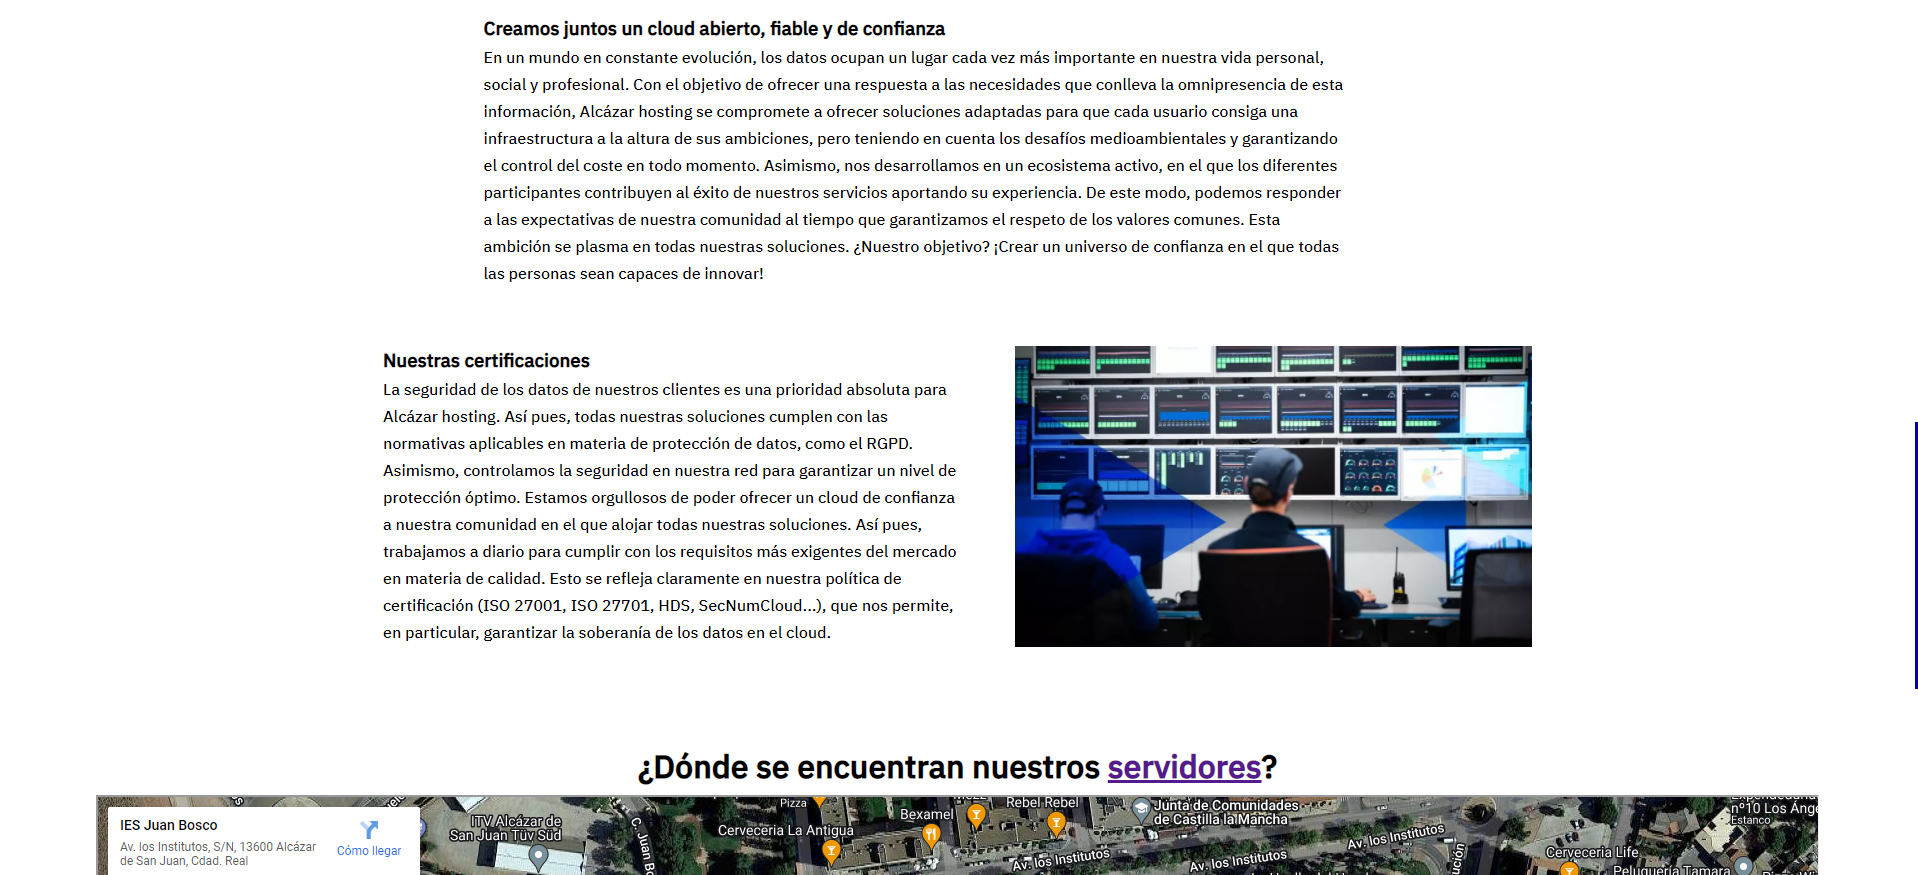 Creamos juntos un cloud abierto, fiable y de confianza
En un mundo en constante evolución, los datos ocupan un lugar cada vez más importante en nuestra vida personal,
social y profesional. Con el objetivo de ofrecer una respuesta a las necesidades que conlleva la omnipresencia de esta
información, Alcázar hosting se compromete a ofrecer soluciones adaptadas para que cada usuario consiga una
infraestructura a la altura de sus ambiciones, pero teniendo en cuenta los desafíos medioambientales y garantizando
el control del coste en todo momento. Asimismo, nos desarrollamos en un ecosistema activo, en el que los diferentes
participantes contribuyen al éxito de nuestros servicios aportando su experiencia. De este modo, podemos responder
a las expectativas de nuestra comunidad al tiempo que garantizamos el respeto de los valores comunes. Esta
ambición se plasma en todas nuestras soluciones. ¿Nuestro objetivo? ¡Crear un universo de confianza en el que todas
las personas sean capaces de innovar!
Nuestras certificaciones
La seguridad de los datos de nuestros clientes es una prioridad absoluta para
Alcázar hosting. Así pues, todas nuestras soluciones cumplen con las
normativas aplicables en materia de protección de datos, como el RGPD.
Asimismo, controlamos la seguridad en nuestra red para garantizar un nivel de
protección óptimo. Estamos orgullosos de poder ofrecer un cloud de confianza
a nuestra comunidad en el que alojar todas nuestras soluciones. Así pues,
trabajamos a diario para cumplir con los requisitos más exigentes del mercado
en materia de calidad. Esto se refleja claramente en nuestra política de
certificación (ISO 27001, ISO 27701, HDS, SecNumCloud...), que nos permite,
en particular, garantizar la soberanía de los datos en el cloud.
¿Dónde se encuentran nuestros servidores?
IES Juan Bosco
Av. los Institutos, S/N, 13600 Alcázar
de San Juan, Cdad. Real
Cómo llegar
ITV Alcázar de
San Juan Tüv Süd
C. Juan Bo
Pizza
Cerveceria La Antigua
Bexamel
Rebel Rebel
Junta de Comunidades
de Castilla la Mancha
Av. los Institutos
Av. los Institutos
Av. los Institutos
nº10 Los Ánge
Estanco
Cerveceria Life
Peluquería Tamara